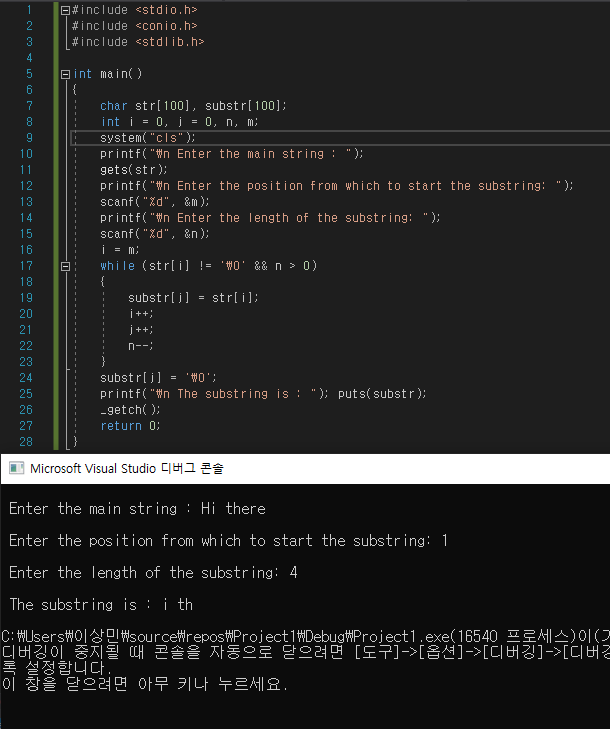 1 #include <stdio.h>
2 #include <conio.h>
3 #include <stdlib.h>
4
5 int main()
6 {
7 char str[100], substr[100];
8 int i = 0, j = 0, n, m;
9 system("cls");
10 printf("₩n Enter the main string : ");
11 gets(str);
12 printf("₩n Enter the position from which to start the substring: ");
13 scanf("%d", &m);
14 printf("₩n Enter the length of the substring: ");
15 scanf("%d", &n);
16 i = m;
17 while (str[i] != '₩0' && n > 0)
18 {
19 substr[j] = str[i];
20 i++;
21 j++;
22 n--;
23 }
24 substr[j] = '₩0';
25 printf("₩n The substring is : "); puts(substr);
26 _getch();
27 return 0;
28 }
Microsoft Visual Studio 디버그 콘솔
Enter the main string : Hi there
Enter the position from which to start the substring: 1
Enter the length of the substring: 4
The substring is : i th
C:₩Users₩이상민₩source₩repos₩Project1₩Debug₩Project1.exe(16540 프로세스)이(가
디버깅이 중지될 때 콘솔을 자동으로 닫으려면 [도구]->[옵션]->[디버깅]->[디버깅
록 설정합니다.
이 창을 닫으려면 아무 키나 누르세요.